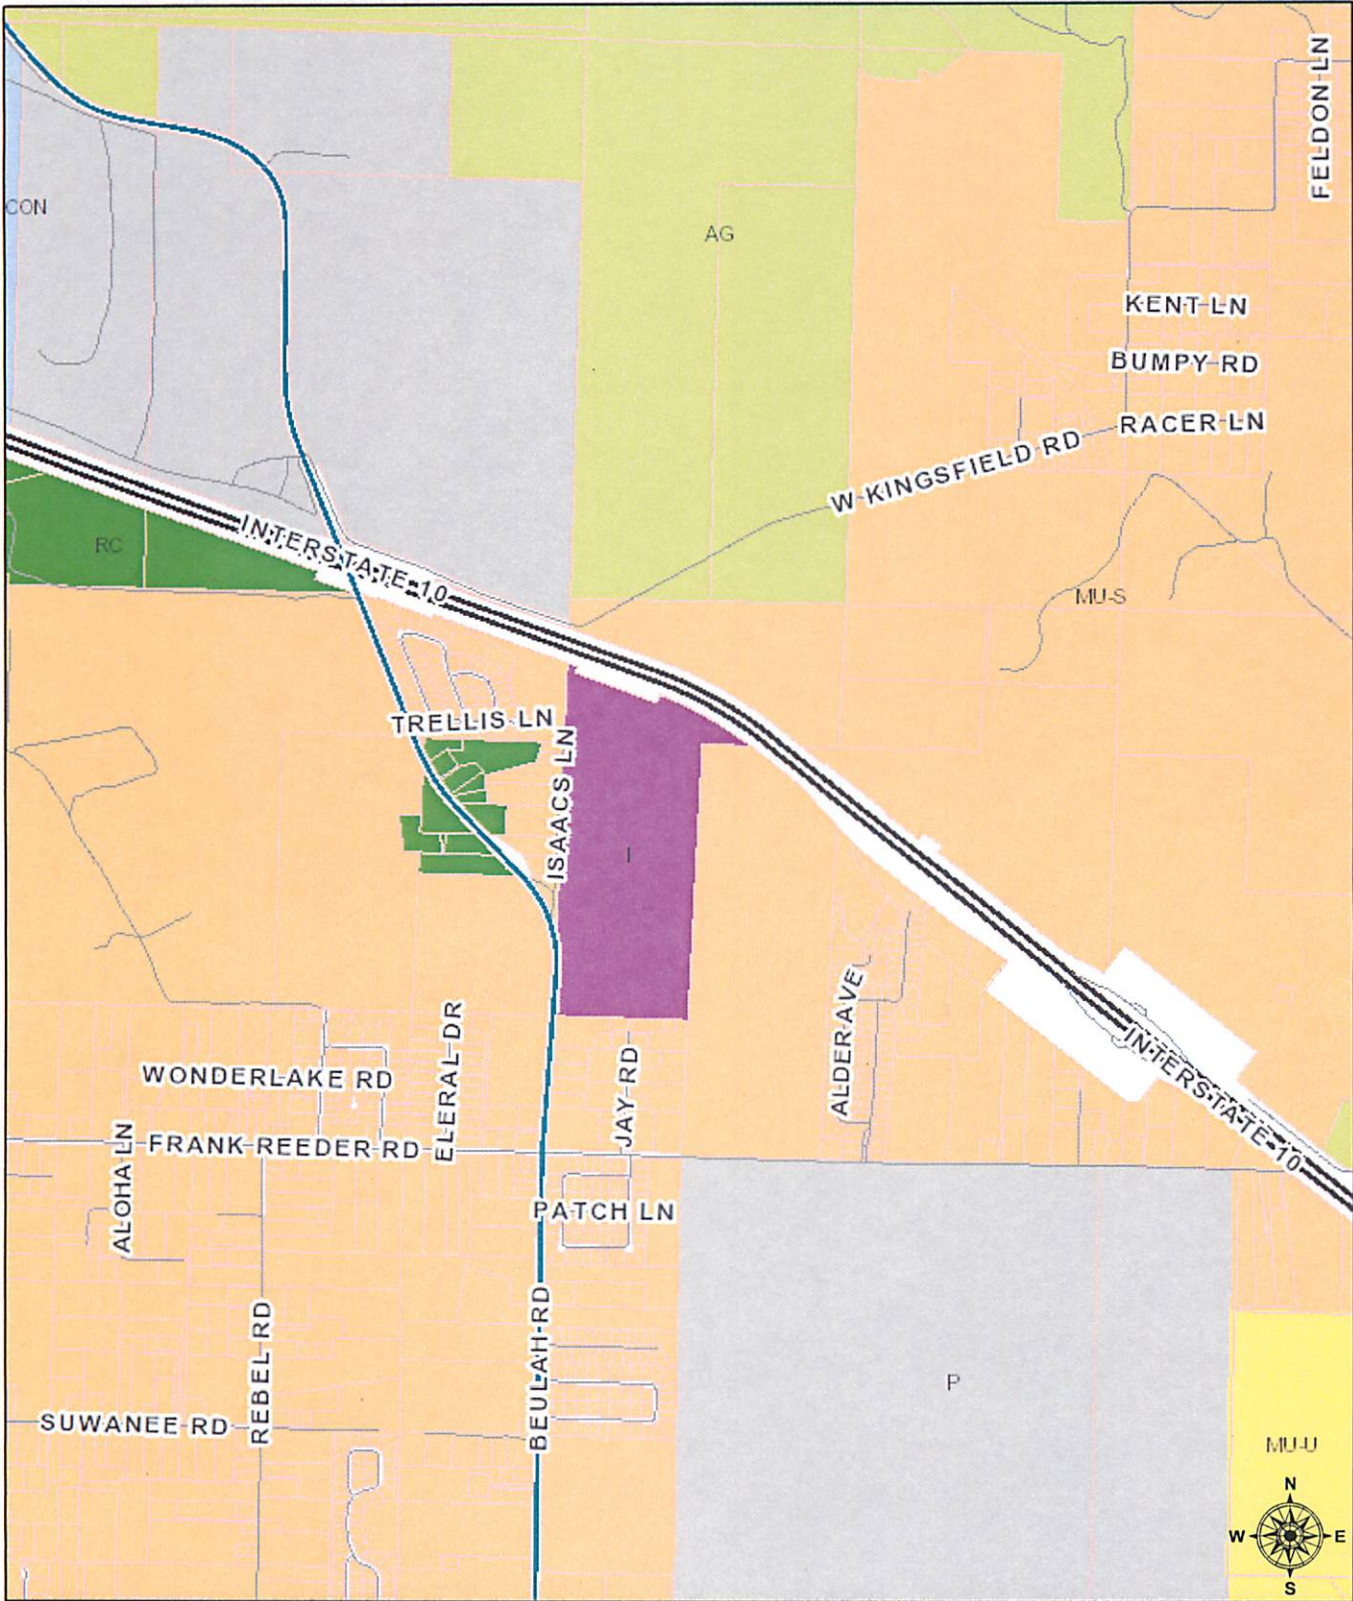 FELDON LN
CON
AG
KENT LN
BUMPY RD
RACER LN
W KINGSFIELD RD
INTERSTATE 10
RC
MU-S
TRELLIS LN
ISAACS LN
I
ALDER AVE
ELERAL DR
INTERSTATE 10
WONDERLAKE RD
JAY RD
FRANK REEDER RD
ALOHA LN
PATCH LN
REBEL RD
BEULAH RD
P
SUWANEE RD
MU-U
N
W E
S